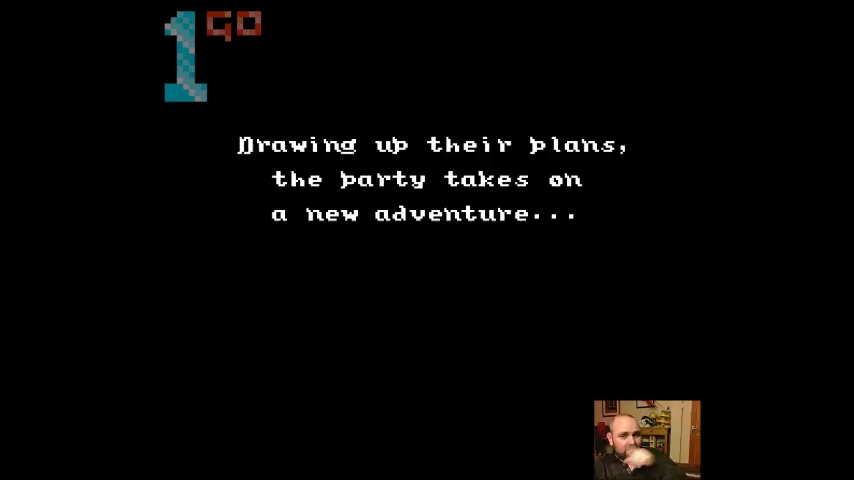 1GO
Drawing up their plans,
the party takes on
a new adventure...